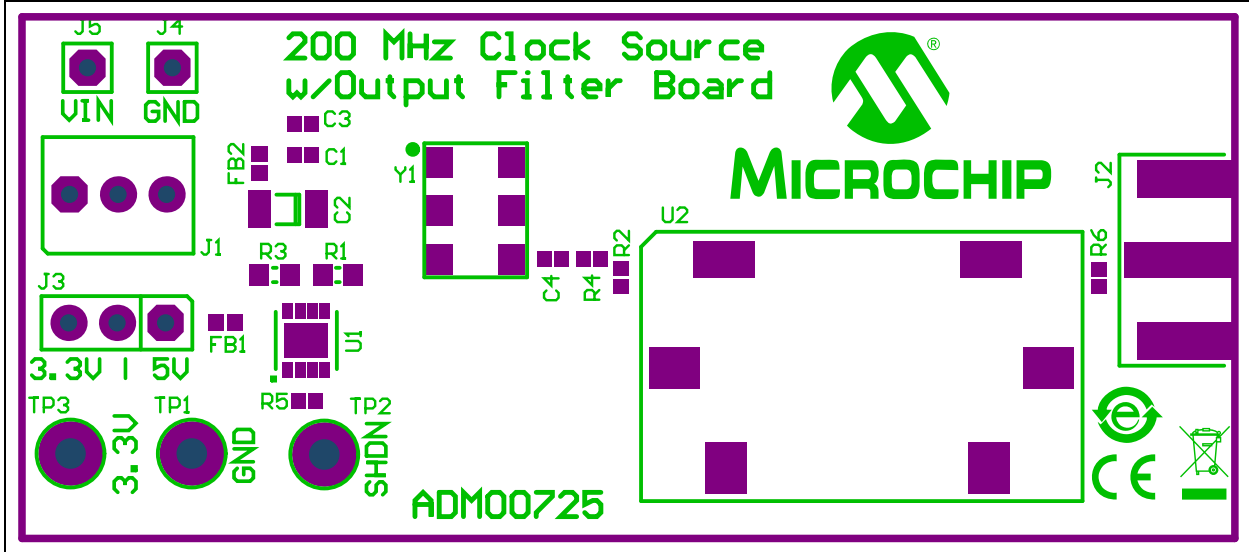 J5 J4
200 MHz Clock Source
w/Output Filter Board
VIN GND
®
MICROCHIP
C3
C1
FB2
Y1
C2
J2
U2
J1
R3 R1
R2
R6
J3
C4 R4
FB1
U1
3.3V | 5V
R5
TP3 TP1 TP2
3.3V
GND
SHDN
e
CE
ADM00725